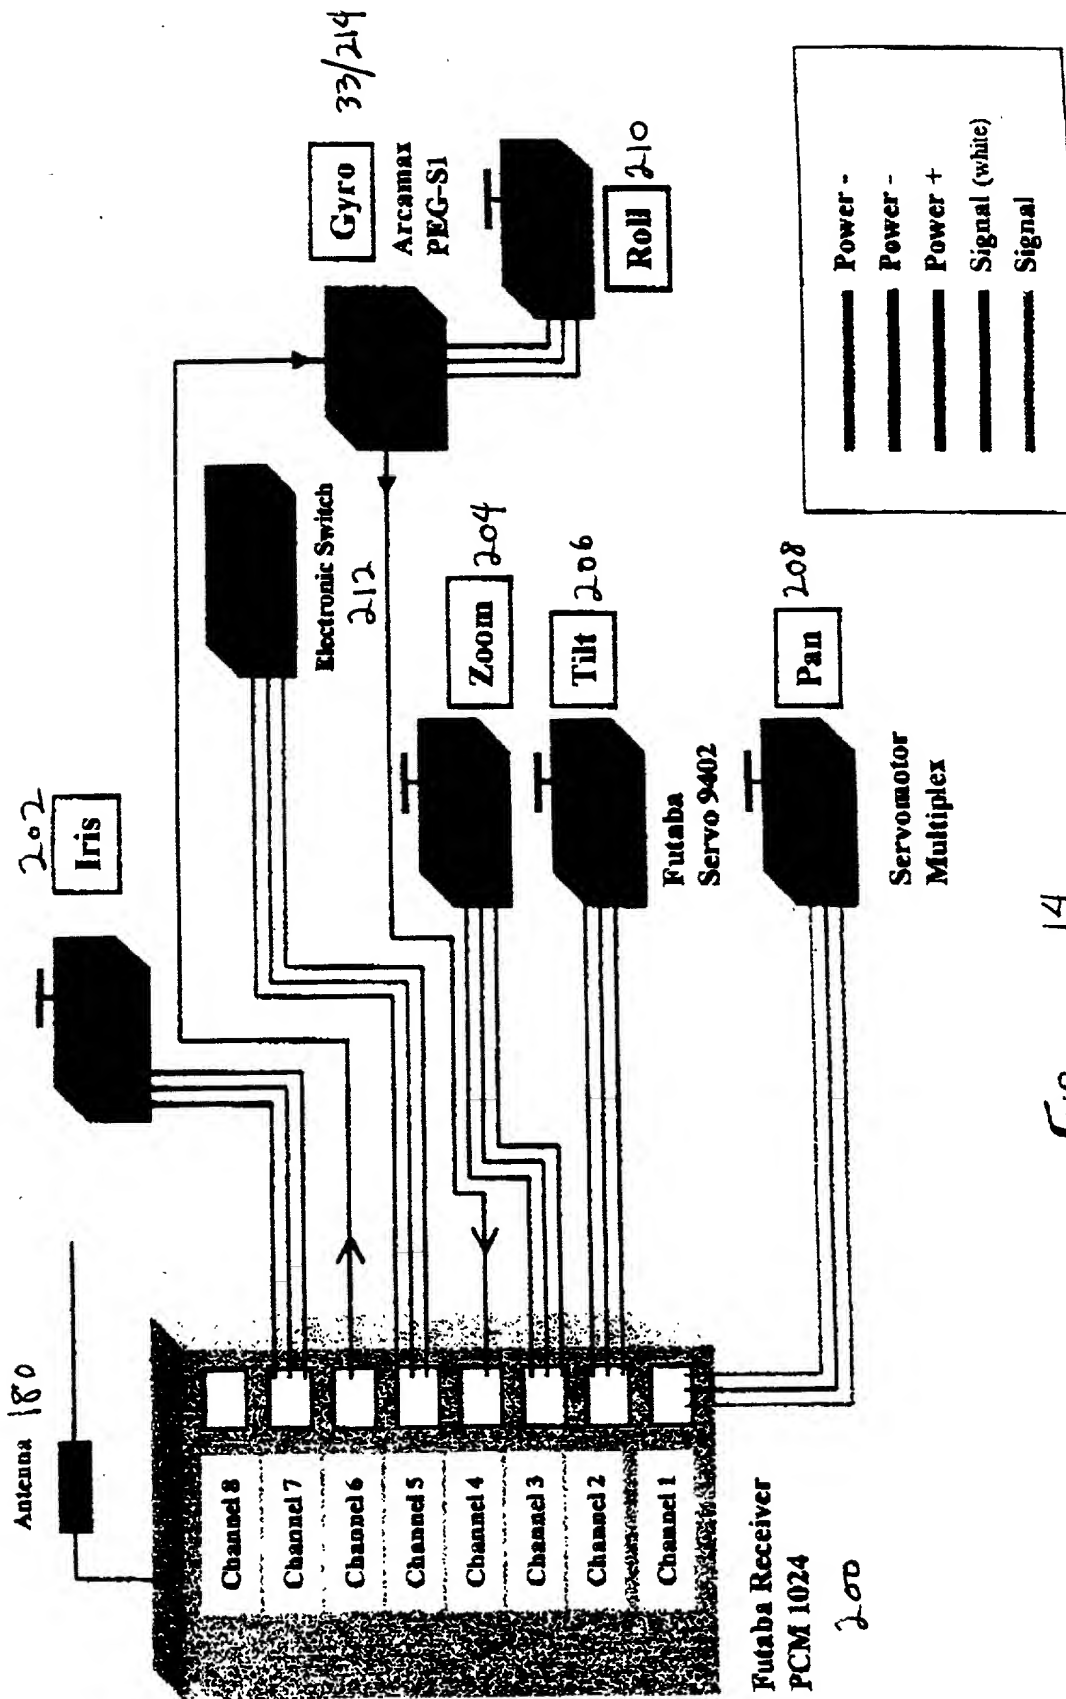 Antenna 180
Channel 8
Channel 7
Channel 6
Channel 5
Channel 4
Channel 3
Channel 2
Channel 1
Futaba Receiver
PCM 1024
200
202
Iris
Electronic Switch
212
Gyro
33/214
Arcamax
PEG-S1
Roll
210
Zoom
204
Tilt
206
Futaba
Servo 9402
Pan
208
Servomotor
Multiplex
Power -
Power -
Power +
Signal (white)
Signal
Fig 14